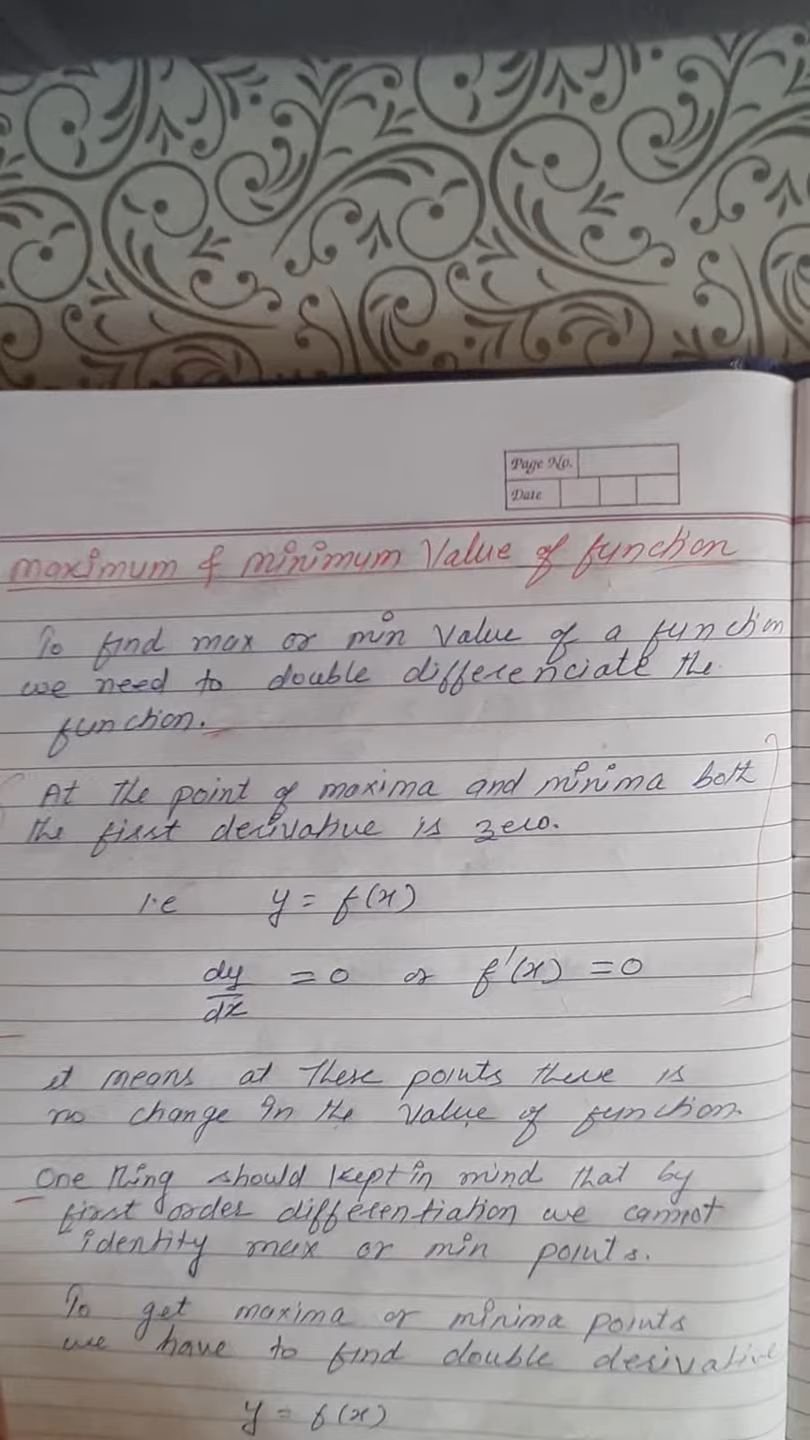 Page No.
Date
maximum & minimum Value of function
To find max or min Value of a function
we need to double differenciate the
function.
At the point of maxima and minima both
the first derivative is zero.
i.e y = f(x)
dy/dx = 0 or f'(x) = 0
it means at these points there is
no change in the value of function.
One thing should kept in mind that by
first order differentiation we cannot
identity max or min points.
To get maxima or minima points
we have to find double derivative
y = f(x)